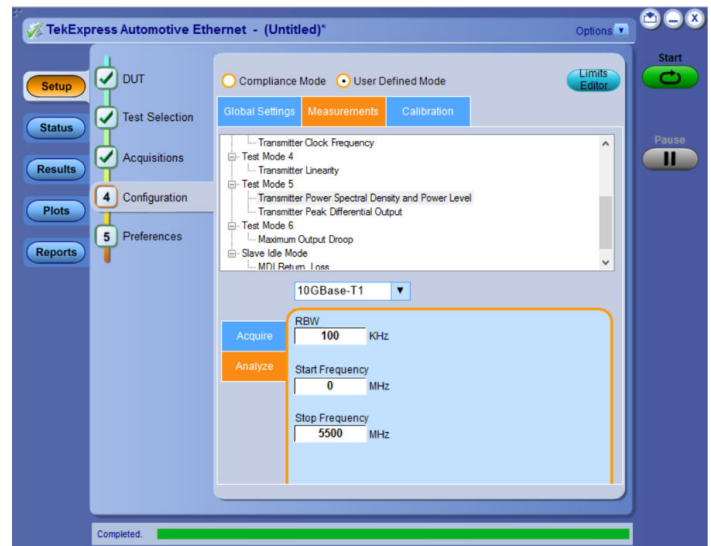 TekExpress Automotive Ethernet - (Untitled)*
Options
Start
Pause
Setup
Status
Results
Plots
Reports
DUT
Test Selection
Acquisitions
4 Configuration
5 Preferences
Compliance Mode
User Defined Mode
Limits
Editor
Global Settings
Measurements
Calibration
Transmitter Clock Frequency
Test Mode 4
Transmitter Linearity
Test Mode 5
Transmitter Power Spectral Density and Power Level
Transmitter Peak Differential Output
Test Mode 6
Maximum Output Droop
Slave Idle Mode
MDI Return Loss
10GBase-T1
Acquire
Analyze
RBW
100 KHz
Start Frequency
0 MHz
Stop Frequency
5500 MHz
Completed.